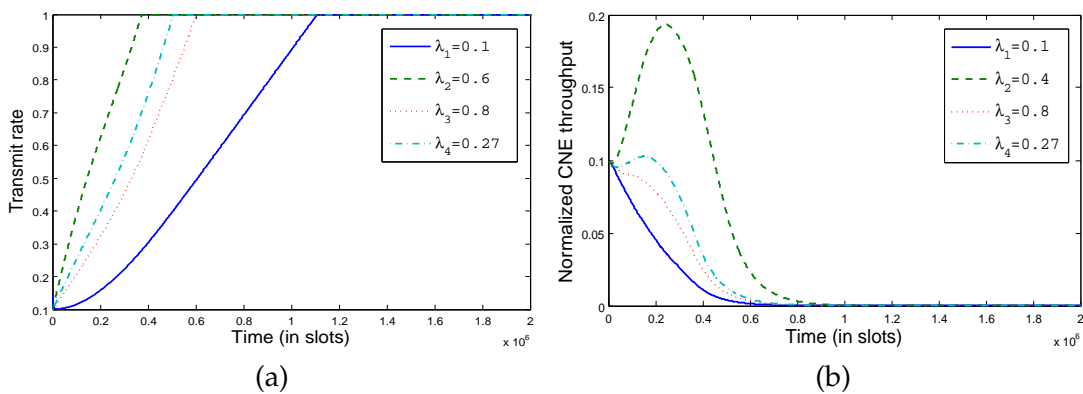 1
0.9
0.8
0.7
0.6
0.5
0.4
0.3
0.2
0.1
Transmit rate
0 0.2 0.4 0.6 0.8 1 1.2 1.4 1.6 1.8 2
Time (in slots)
x 10⁶
λ₁=0.1
λ₂=0.6
λ₃=0.8
λ₄=0.27
(a)
0.2
0.15
0.1
0.05
0
Normalized CNE throughput
0 0.2 0.4 0.6 0.8 1 1.2 1.4 1.6 1.8 2
Time (in slots)
x 10⁶
λ₁=0.1
λ₂=0.4
λ₃=0.8
λ₄=0.27
(b)